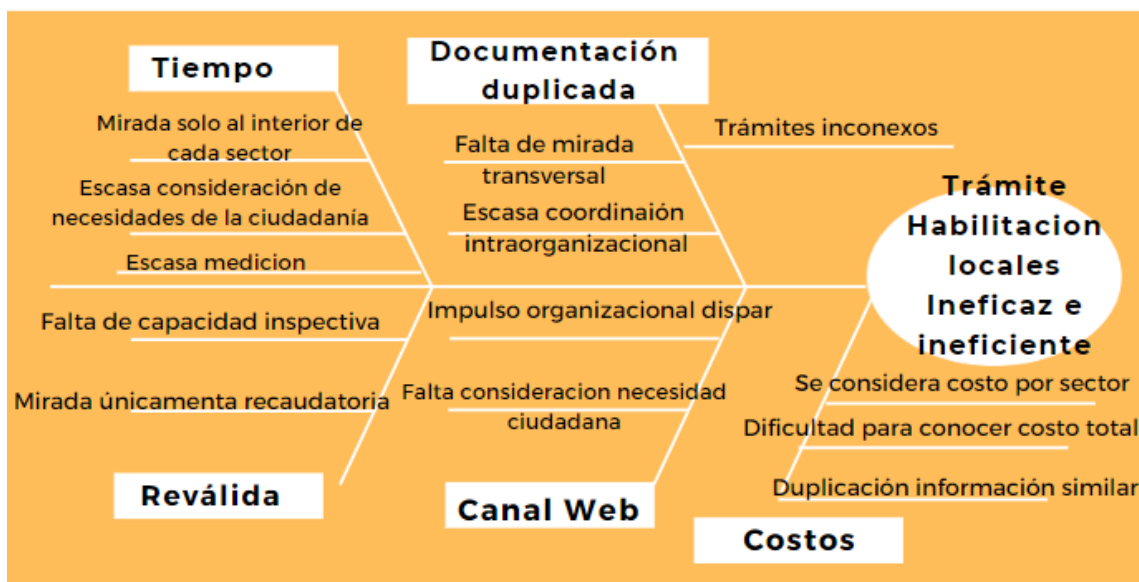 Tiempo
Mirada solo al interior de
cada sector
Escasa consideración de
necesidades de la ciudadanía
Escasa medicion
Documentación
duplicada
Falta de mirada
transversal
Escasa coordinaión
intraorganizacional
Trámites inconexos
Trámite
Habilitacion
locales
Ineficaz e
ineficiente
Falta de capacidad inspectiva
Mirada únicamenta recaudatoria
Reválida
Impulso organizacional dispar
Falta consideracion necesidad
ciudadana
Canal Web
Se considera costo por sector
Dificultad para conocer costo total
Duplicación información similar
Costos